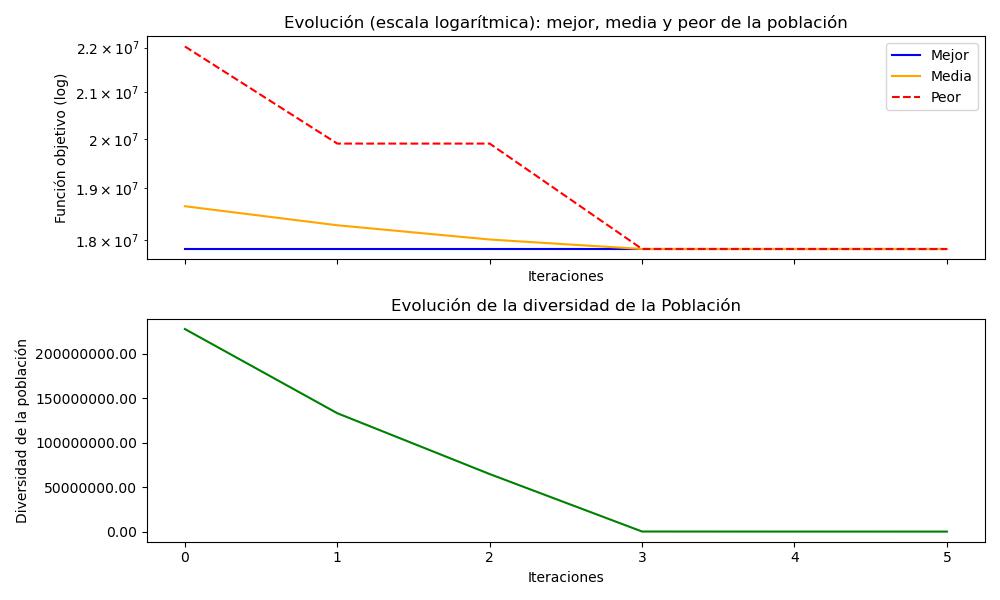 Evolución (escala logarítmica): mejor, media y peor de la población
Función objetivo (log)
2.2 × 10⁷
2.1 × 10⁷
2 × 10⁷
1.9 × 10⁷
1.8 × 10⁷
Mejor
Media
Peor
Iteraciones
Evolución de la diversidad de la Población
Diversidad de la población
200000000.00
150000000.00
100000000.00
50000000.00
0.00
0 1 2 3 4 5
Iteraciones